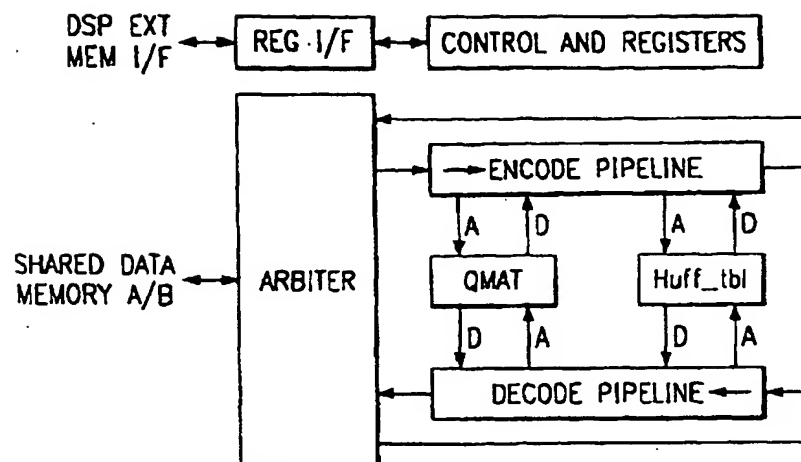 DSP EXT
MEM I/F
REG I/F
CONTROL AND REGISTERS
ENCODE PIPELINE
A
D
A
D
SHARED DATA
MEMORY A/B
ARBITER
QMAT
Huff_tbl
D
A
D
A
DECODE PIPELINE